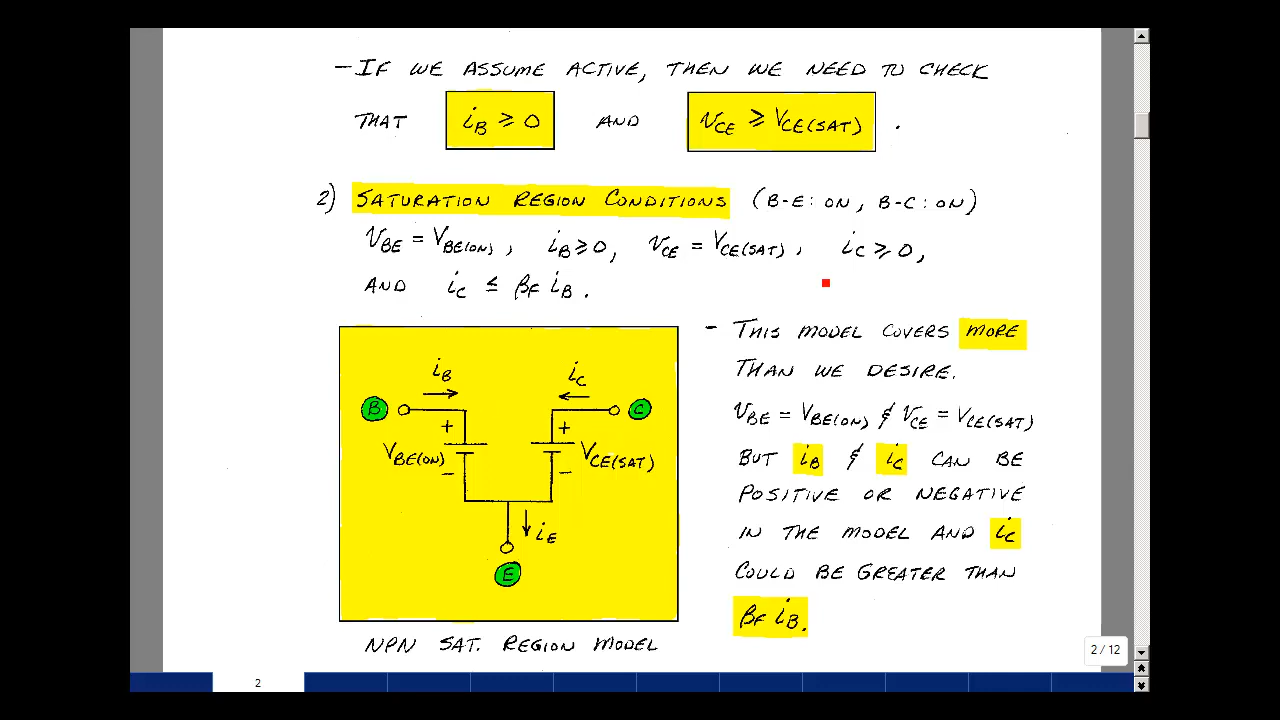 - IF WE ASSUME ACTIVE, THEN WE NEED TO CHECK
THAT iB ≥ 0 AND vCE ≥ VCE(SAT) .
2) SATURATION REGION CONDITIONS (B-E: ON, B-C: ON)
vBE = VBE(ON), iB ≥ 0, vCE = VCE(SAT), iC ≥ 0,
AND iC ≤ βF iB.
iB iC
B C
+ +
VBE(ON) VCE(SAT)
- -
iE
E
NPN SAT. REGION MODEL
- THIS MODEL COVERS MORE
THAN WE DESIRE.
vBE = VBE(ON) & vCE = VCE(SAT)
BUT iB & iC CAN BE
POSITIVE OR NEGATIVE
IN THE MODEL AND iC
COULD BE GREATER THAN
βF iB.
2 / 12
2